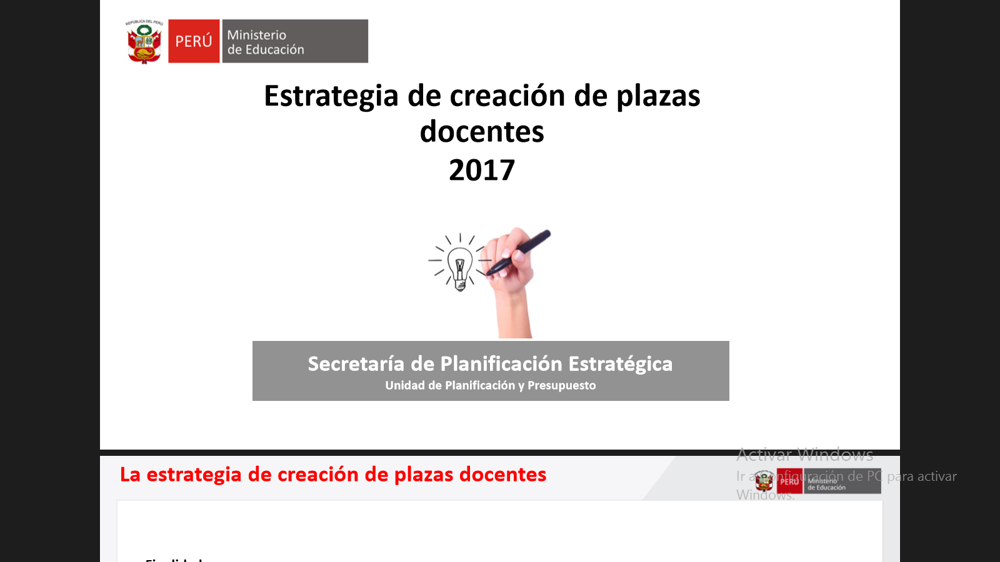 REPÚBLICA DEL PERÚ
PERÚ
Ministerio
de Educación
Estrategia de creación de plazas
docentes
2017
Secretaría de Planificación Estratégica
Unidad de Planificación y Presupuesto
Activar Windows
Ir a Configuración de PC para activar
Windows.
La estrategia de creación de plazas docentes
PERÚ
Ministerio
de Educación